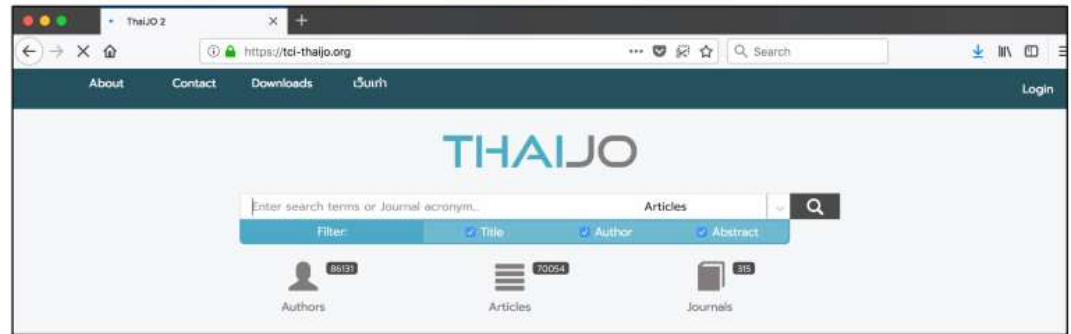 ThaiJO 2
https://tci-thaijo.org
Search
About Contact Downloads เว็บเก่า Login
THAIJO
Enter search terms or Journal acronym... Articles
Filter: Title Author Abstract
86131 70054 315
Authors Articles Journals